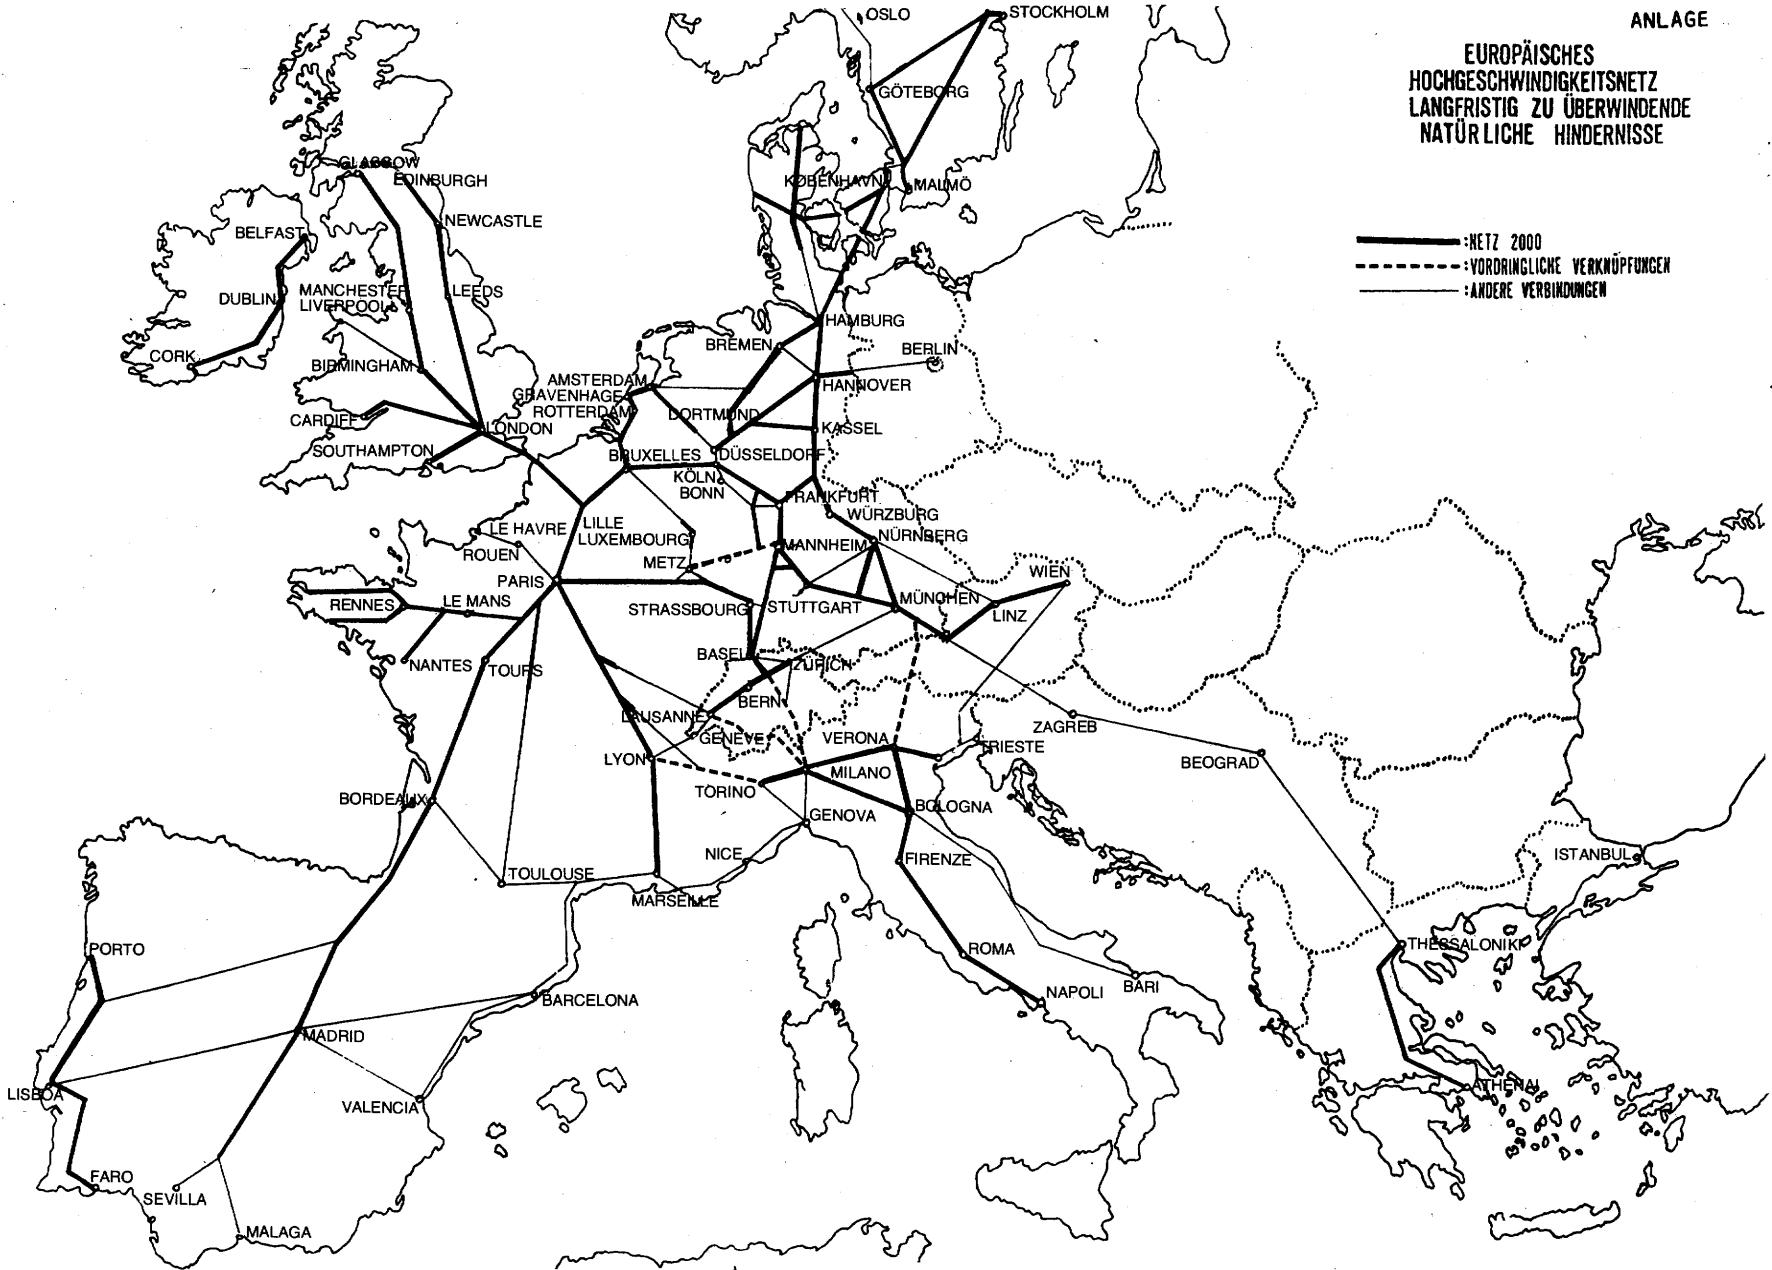 ANLAGE
EUROPÄISCHES
HOCHGESCHWINDIGKEITSNETZ
LANGFRISTIG ZU ÜBERWINDENDE
NATÜRLICHE HINDERNISSE
:NETZ 2000
:VORDRINGLICHE VERKNÜPFUNGEN
:ANDERE VERBINDUNGEN
OSLO
STOCKHOLM
GÖTEBORG
GLASGOW
EDINBURGH
KØBENHAVN
MALMÖ
NEWCASTLE
BELFAST
DUBLIN
MANCHESTER
LEEDS
LIVERPOOL
HAMBURG
BREMEN
BERLIN
CORK
BIRMINGHAM
AMSTERDAM
HANNOVER
GRAVENHAGE
ROTTERDAM
DORTMUND
CARDIFF
LONDON
KASSEL
SOUTHAMPTON
BRUXELLES
DÜSSELDORF
KÖLN
BONN
FRANKFURT
WÜRZBURG
LE HAVRE
LILLE
LUXEMBOURG
NÜRNBERG
ROUEN
MANNHEIM
METZ
WIEN
PARIS
RENNES
LE MANS
STRASSBOURG
STUTTGART
MÜNCHEN
LINZ
BASEL
ZÜRICH
NANTES
TOURS
BERN
LAUSANNE
GENEVE
VERONA
ZAGREB
TRIESTE
LYON
MILANO
BEOGRAD
TORINO
BORDEAUX
BOLOGNA
GENOVA
NICE
FIRENZE
ISTANBUL
TOULOUSE
MARSEILLE
PORTO
ROMA
THESSALONIKI
BARCELONA
NAPOLI
BARI
MADRID
LISBOA
VALENCIA
ATHENAI
FARO
SEVILLA
MALAGA